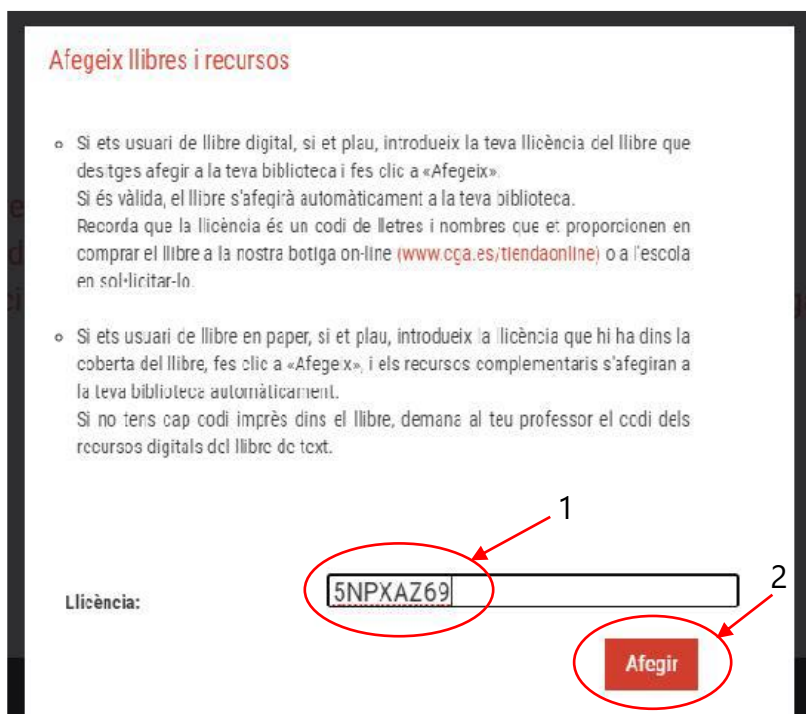 Afegeix llibres i recursos
Si ets usuari de llibre digital, si et plau, introdueix la teva llicència del llibre que
desitges afegir a la teva biblioteca i fes clic a «Afegeix».
Si és vàlida, el llibre s'afegirà automàticament a la teva biblioteca.
Recorda que la llicència és un codi de lletres i nombres que et proporcionen en
comprar el llibre a la nostra botiga on-line (www.cga.es/tiendaonline) o a l'escola
en sol·licitar-lo.
Si ets usuari de llibre en paper, si et plau, introdueix la llicència que hi ha dins la
coberta del llibre, fes clic a «Afegeix», i els recursos complementaris s'afegiran a
la teva biblioteca automàticament.
Si no tens cap codi imprès dins el llibre, demana al teu professor el codi dels
recursos digitals del llibre de text.
1
Llicència: 5NPXAZ69
2
Afegir